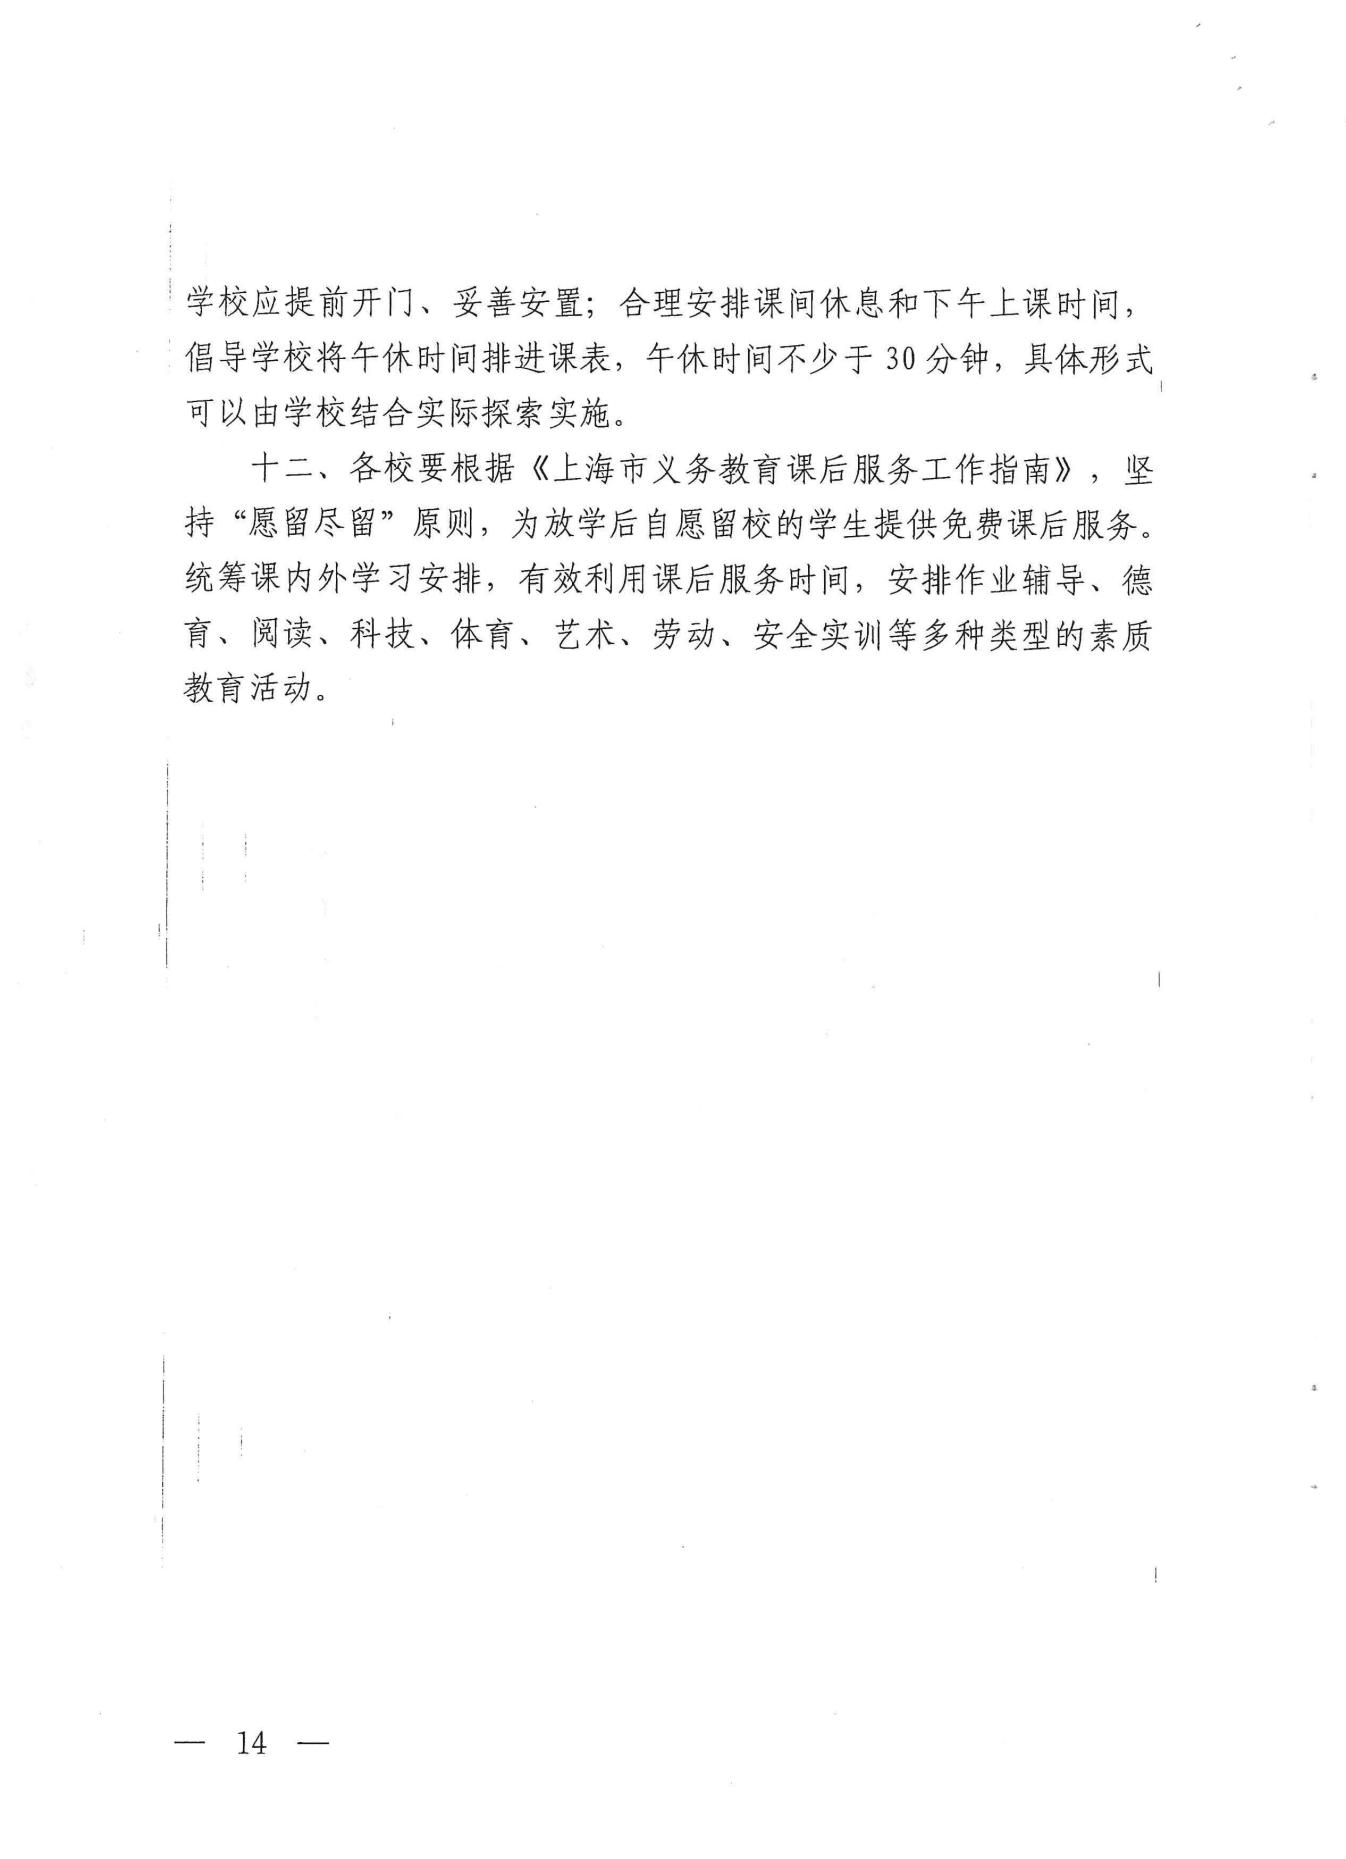 学校应提前开门、妥善安置；合理安排课间休息和下午上课时间，
倡导学校将午休时间排进课表，午休时间不少于 30 分钟，具体形式
可以由学校结合实际探索实施。
十二、各校要根据《上海市义务教育课后服务工作指南》，坚
持“愿留尽留”原则，为放学后自愿留校的学生提供免费课后服务。
统筹课内外学习安排，有效利用课后服务时间，安排作业辅导、德
育、阅读、科技、体育、艺术、劳动、安全实训等多种类型的素质
教育活动。
— 14 —